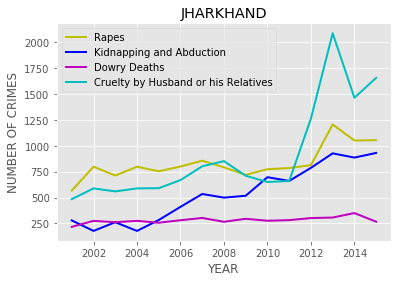 JHARKHAND
Rapes
Kidnapping and Abduction
Dowry Deaths
Cruelty by Husband or his Relatives
NUMBER OF CRIMES
2000
1750
1500
1250
1000
750
500
250
2002 2004 2006 2008 2010 2012 2014
YEAR